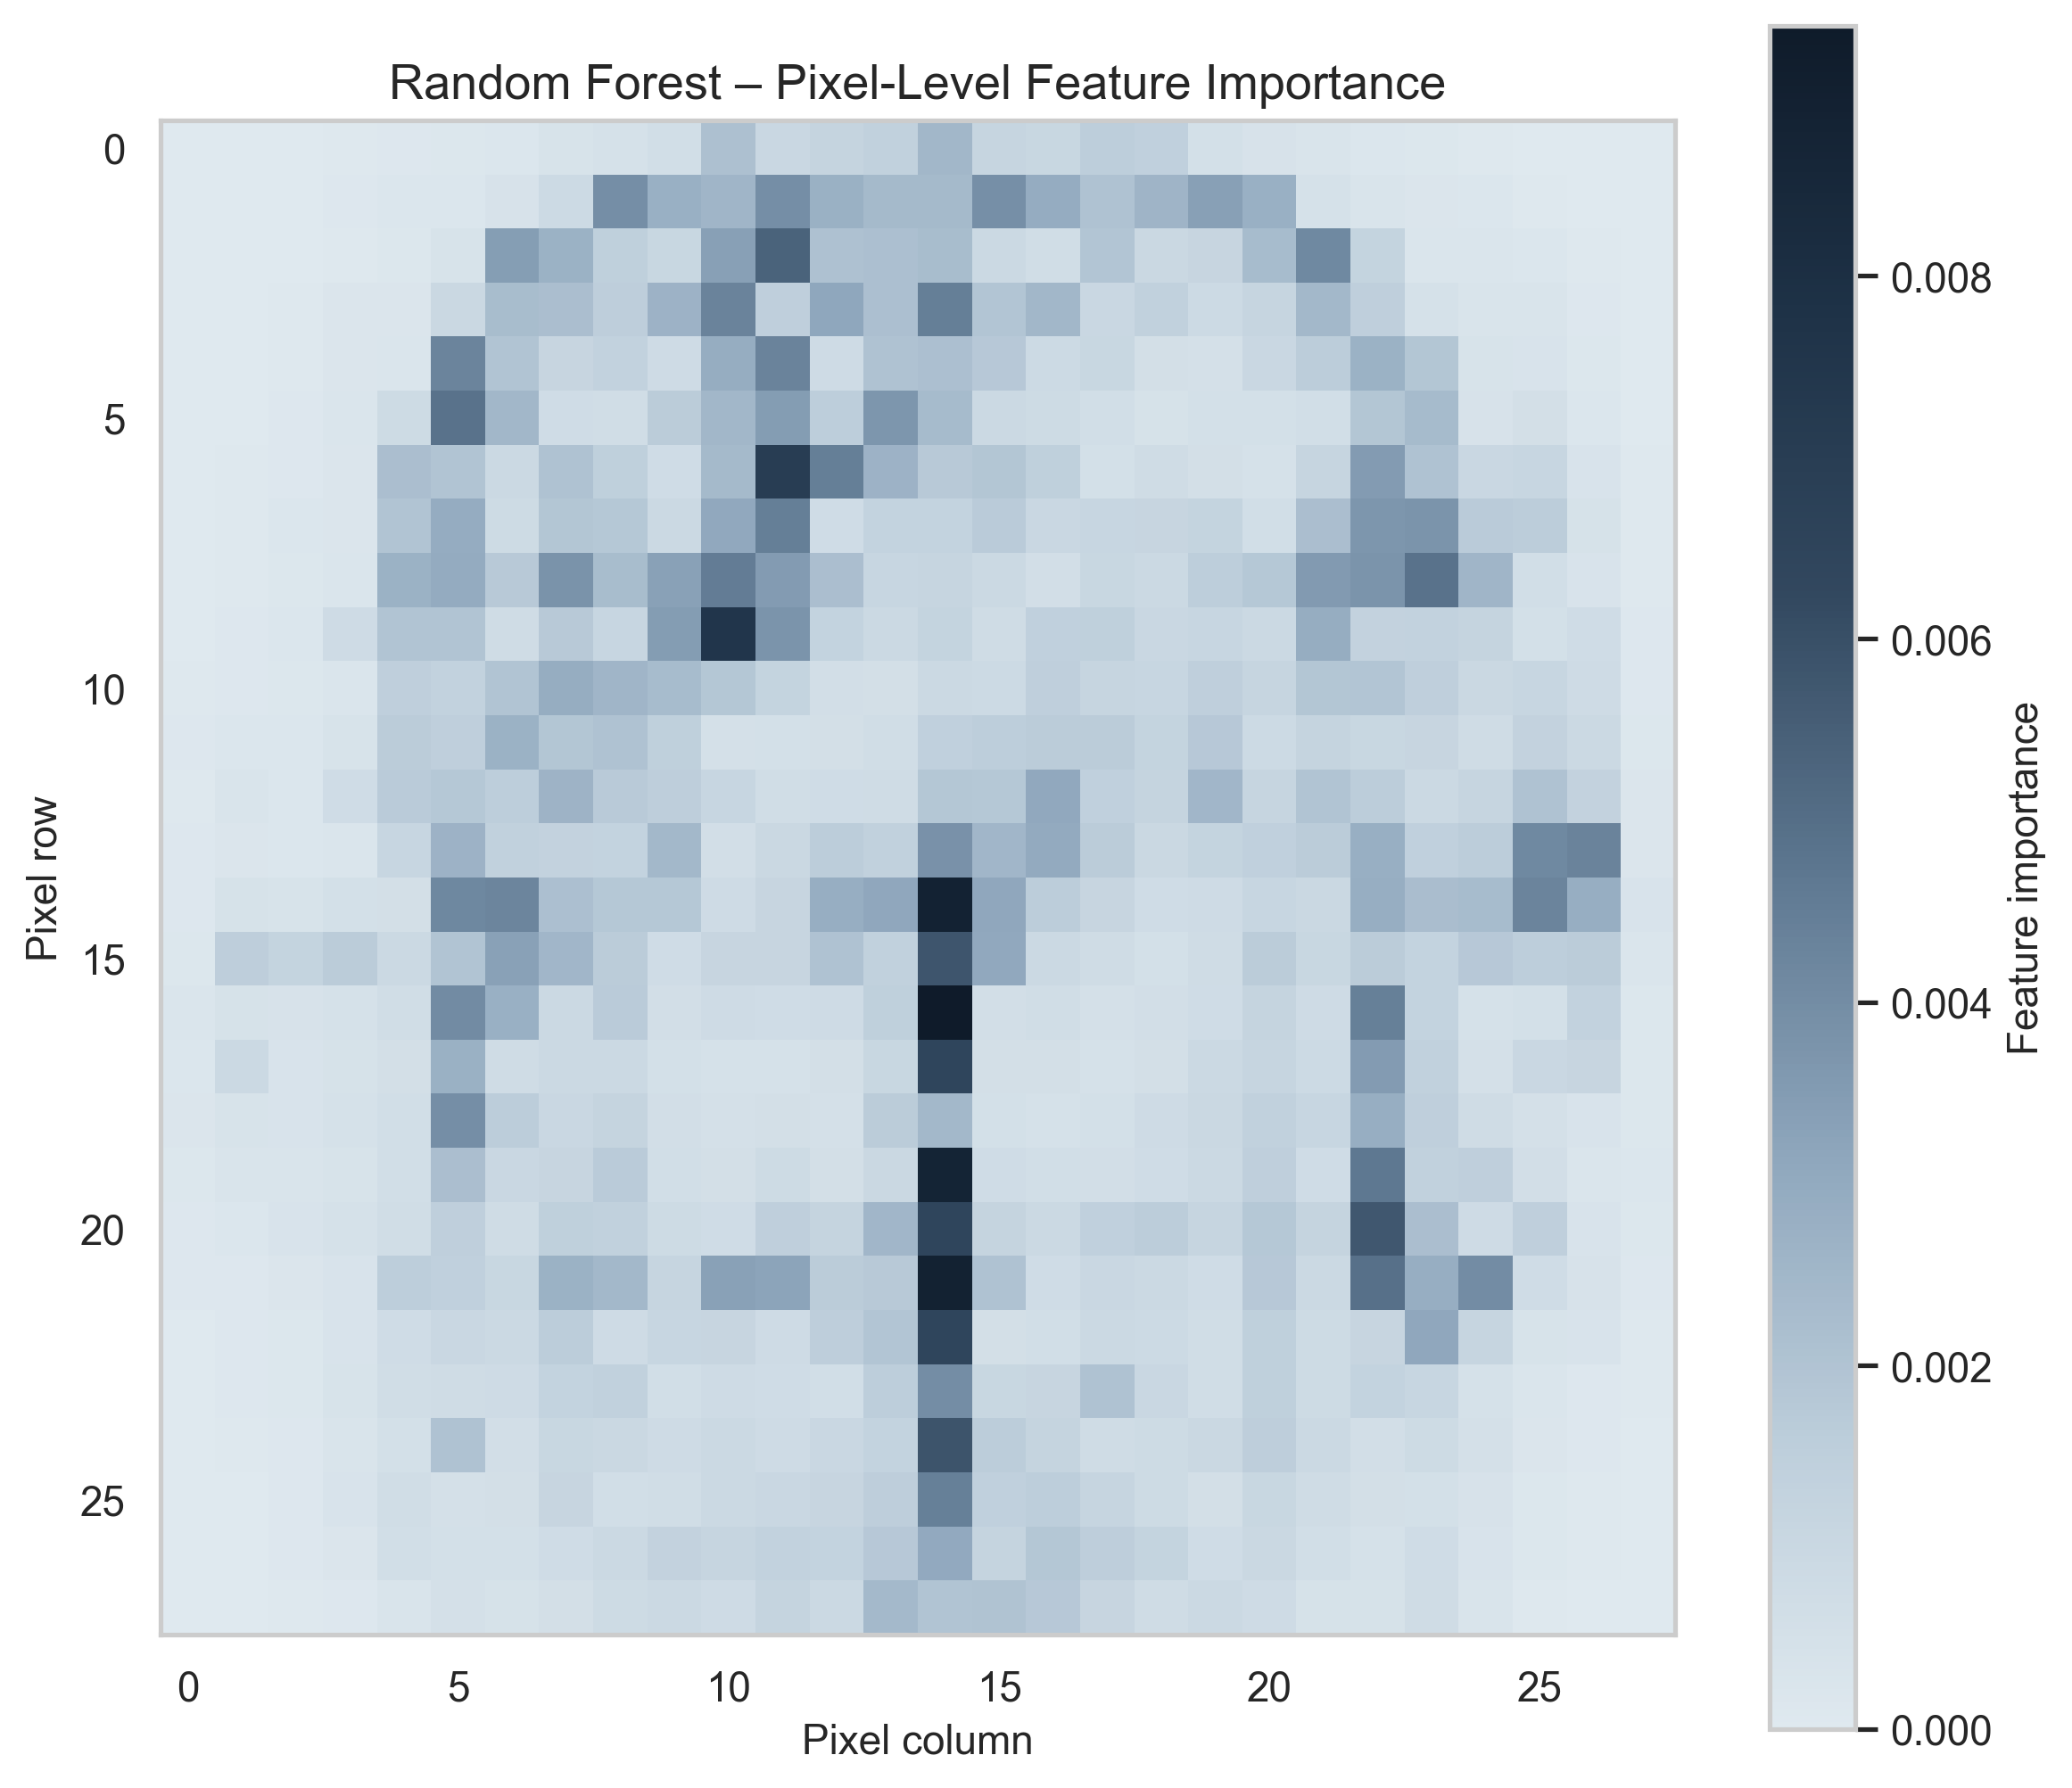 Random Forest – Pixel-Level Feature Importance
Pixel row
0
5
10
15
20
25
0 5 10 15 20 25
Pixel column
0.008
0.006
0.004
0.002
0.000
Feature importance